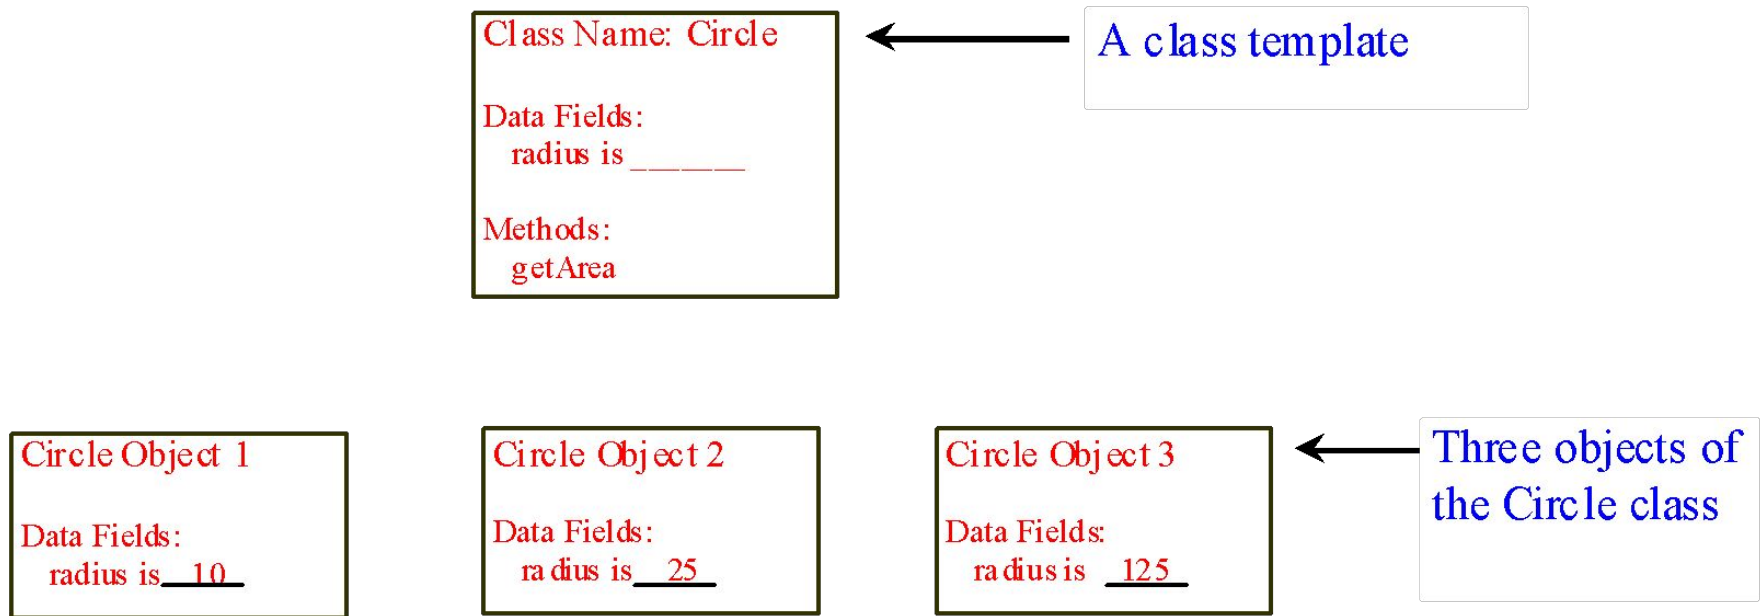 Class Name: Circle
A class template
Data Fields:
radius is _______
Methods:
getArea
Circle Object 1
Data Fields:
radius is 10
Circle Object 2
Data Fields:
radius is 25
Circle Object 3
Data Fields:
radius is 125
Three objects of
the Circle class